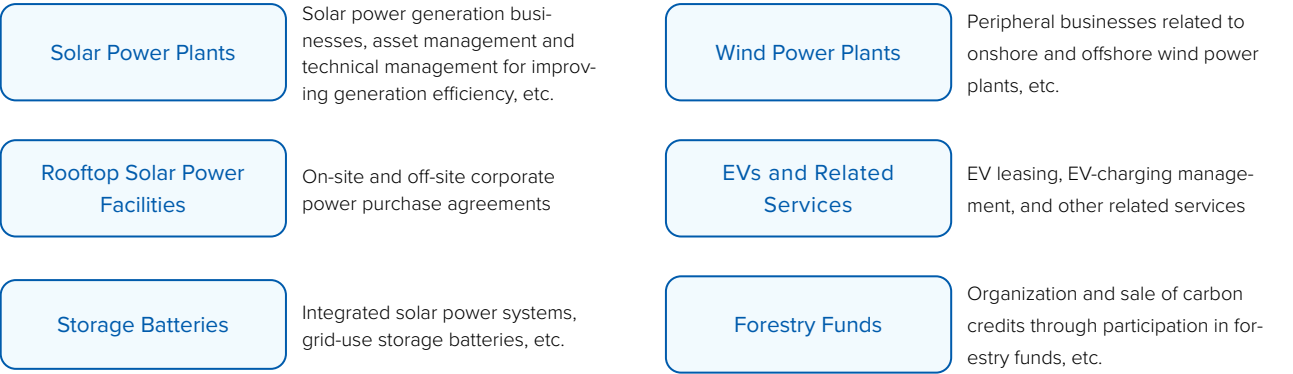 Solar Power Plants
Solar power generation busi-
nesses, asset management and
technical management for improv-
ing generation efficiency, etc.
Wind Power Plants
Peripheral businesses related to
onshore and offshore wind power
plants, etc.
Rooftop Solar Power
Facilities
On-site and off-site corporate
power purchase agreements
EVs and Related
Services
EV leasing, EV-charging manage-
ment, and other related services
Storage Batteries
Integrated solar power systems,
grid-use storage batteries, etc.
Forestry Funds
Organization and sale of carbon
credits through participation in for-
estry funds, etc.